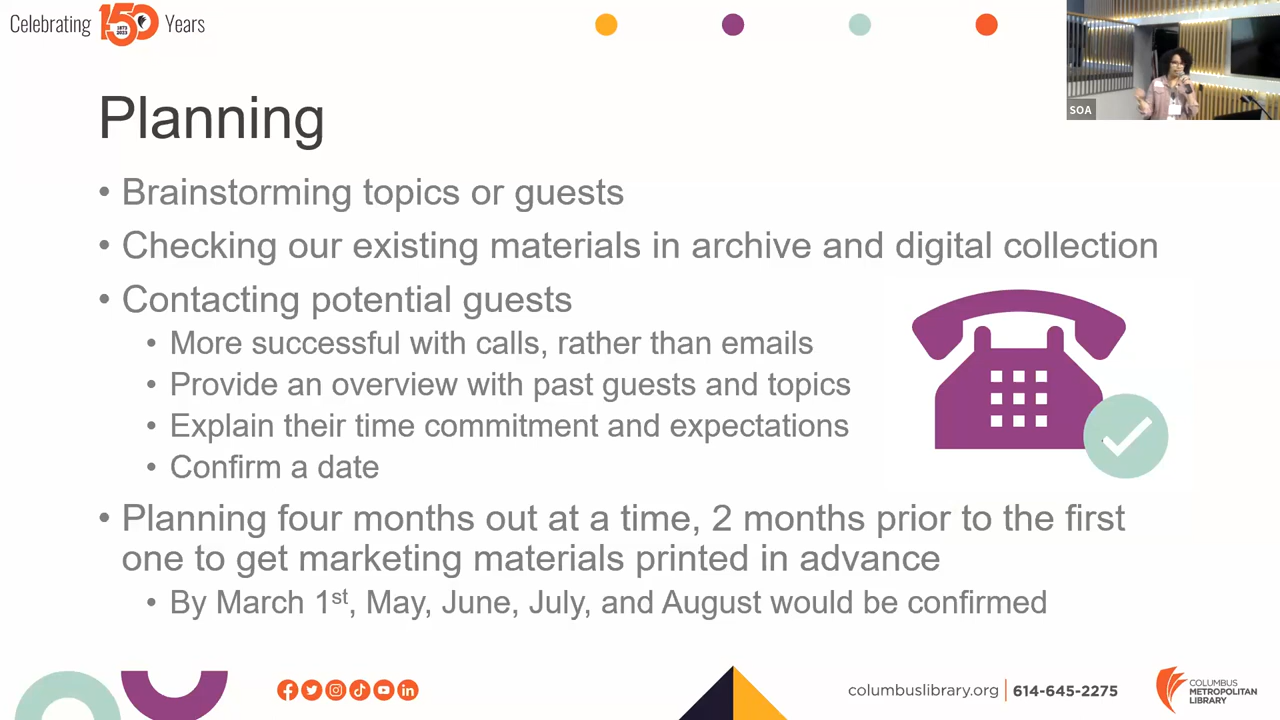 Celebrating 150 Years
1873
2023
SOA
Planning
• Brainstorming topics or guests
• Checking our existing materials in archive and digital collection
• Contacting potential guests
• More successful with calls, rather than emails
• Provide an overview with past guests and topics
• Explain their time commitment and expectations
• Confirm a date
• Planning four months out at a time, 2 months prior to the first
one to get marketing materials printed in advance
• By March 1st, May, June, July, and August would be confirmed
columbuslibrary.org | 614-645-2275
COLUMBUS
METROPOLITAN
LIBRARY